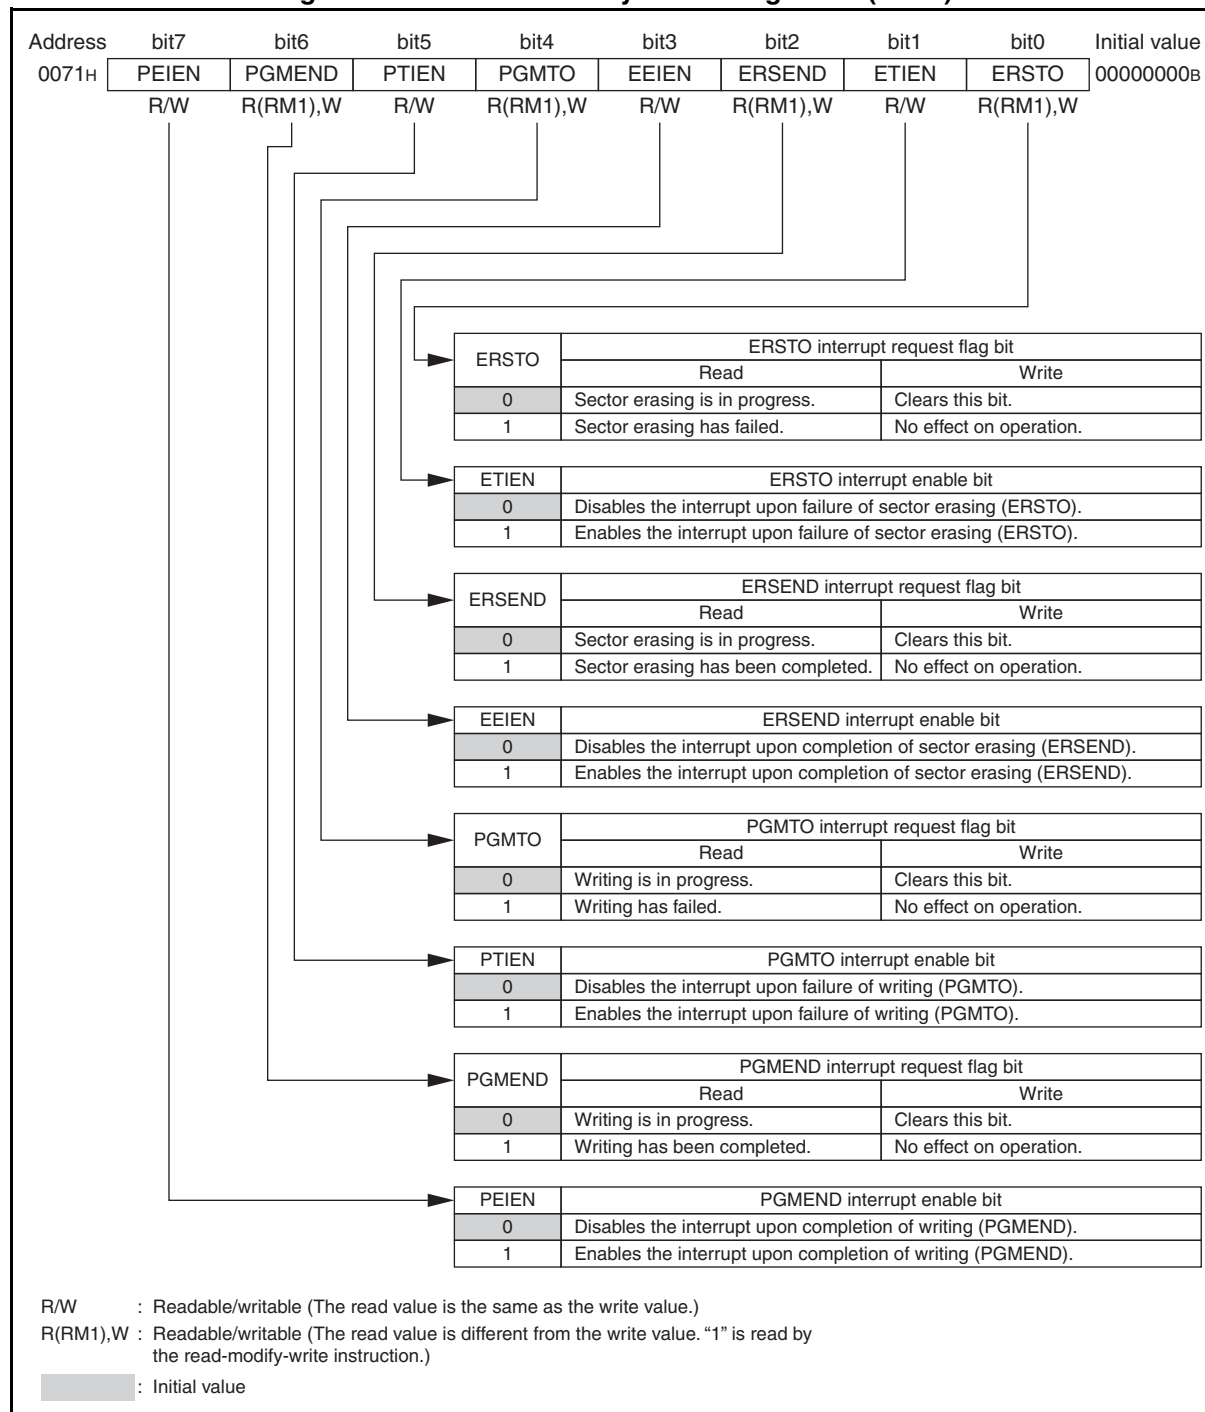 Address bit7 bit6 bit5 bit4 bit3 bit2 bit1 bit0 Initial value
0071H PEIEN PGMEND PTIEN PGMTO EEIEN ERSEND ETIEN ERSTO 00000000B
R/W R(RM1),W R/W R(RM1),W R/W R(RM1),W R/W R(RM1),W
ERSTO ERSTO interrupt request flag bit
Read Write
0 Sector erasing is in progress. Clears this bit.
1 Sector erasing has failed. No effect on operation.
ETIEN ERSTO interrupt enable bit
0 Disables the interrupt upon failure of sector erasing (ERSTO).
1 Enables the interrupt upon failure of sector erasing (ERSTO).
ERSEND ERSEND interrupt request flag bit
Read Write
0 Sector erasing is in progress. Clears this bit.
1 Sector erasing has been completed. No effect on operation.
EEIEN ERSEND interrupt enable bit
0 Disables the interrupt upon completion of sector erasing (ERSEND).
1 Enables the interrupt upon completion of sector erasing (ERSEND).
PGMTO PGMTO interrupt request flag bit
Read Write
0 Writing is in progress. Clears this bit.
1 Writing has failed. No effect on operation.
PTIEN PGMTO interrupt enable bit
0 Disables the interrupt upon failure of writing (PGMTO).
1 Enables the interrupt upon failure of writing (PGMTO).
PGMEND PGMEND interrupt request flag bit
Read Write
0 Writing is in progress. Clears this bit.
1 Writing has been completed. No effect on operation.
PEIEN PGMEND interrupt enable bit
0 Disables the interrupt upon completion of writing (PGMEND).
1 Enables the interrupt upon completion of writing (PGMEND).
R/W : Readable/writable (The read value is the same as the write value.)
R(RM1),W : Readable/writable (The read value is different from the write value. “1” is read by
the read-modify-write instruction.)
: Initial value